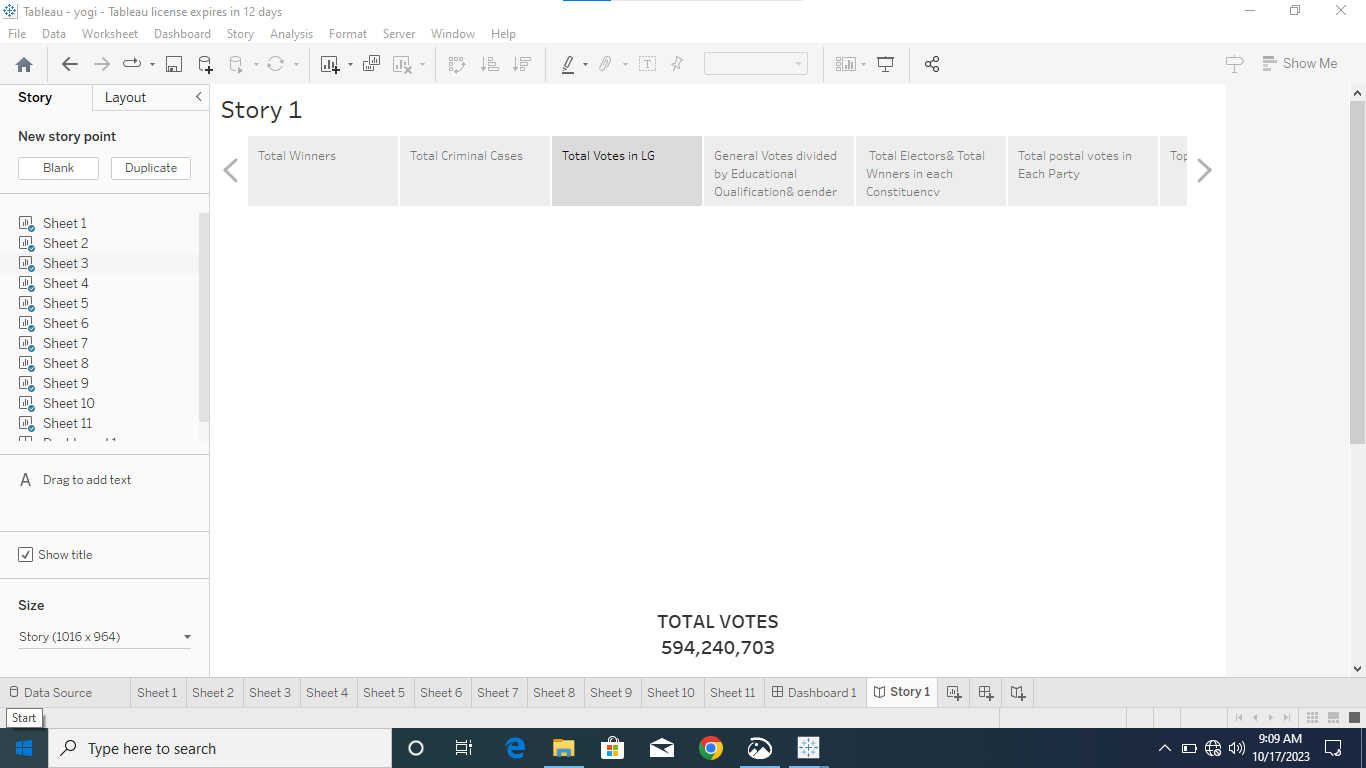 Tableau - yogi - Tableau license expires in 12 days
File Data Worksheet Dashboard Story Analysis Format Server Window Help
Show Me
Story Layout
New story point
Blank Duplicate
Sheet 1
Sheet 2
Sheet 3
Sheet 4
Sheet 5
Sheet 6
Sheet 7
Sheet 8
Sheet 9
Sheet 10
Sheet 11
A Drag to add text
Show title
Size
Story (1016 x 964)
Story 1
Total Winners
Total Criminal Cases
Total Votes in LG
General Votes divided
by Educational
Qualification& gender
Total Electors& Total
Wnners in each
Constituency
Total postal votes in
Each Party
Top
TOTAL VOTES
594,240,703
Data Source Sheet 1 Sheet 2 Sheet 3 Sheet 4 Sheet 5 Sheet 6 Sheet 7 Sheet 8 Sheet 9 Sheet 10 Sheet 11 Dashboard 1 Story 1
Start
Type here to search
9:09 AM
10/17/2023